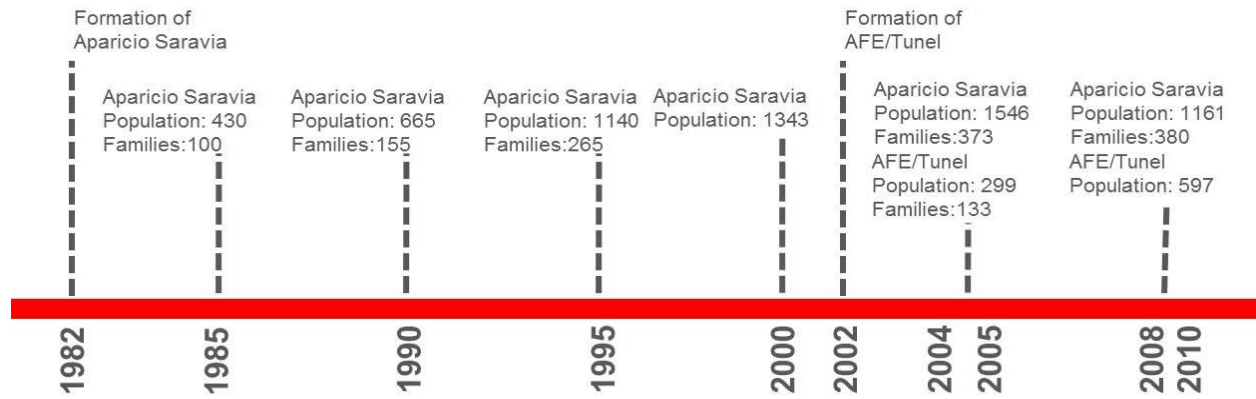 Formation of
Aparicio Saravia
Aparicio Saravia
Population: 430
Families:100
Aparicio Saravia
Population: 665
Families:155
Aparicio Saravia
Population: 1140
Families:265
Aparicio Saravia
Population: 1343
Formation of
AFE/Tunel
Aparicio Saravia
Population: 1546
Families:373
AFE/Tunel
Population: 299
Families:133
Aparicio Saravia
Population: 1161
Families:380
AFE/Tunel
Population: 597
1982
1985
1990
1995
2000
2002
2004
2005
2008
2010